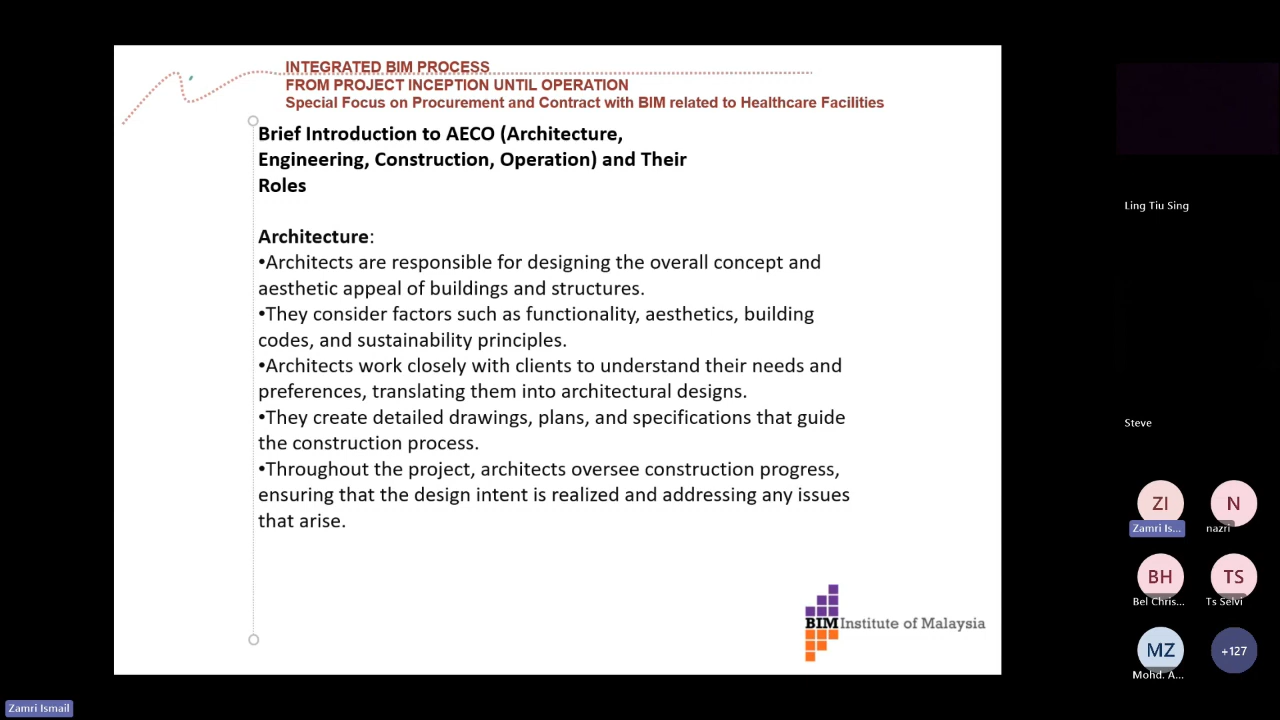 INTEGRATED BIM PROCESS
FROM PROJECT INCEPTION UNTIL OPERATION
Special Focus on Procurement and Contract with BIM related to Healthcare Facilities
Brief Introduction to AECO (Architecture,
Engineering, Construction, Operation) and Their
Roles
Architecture:
•Architects are responsible for designing the overall concept and
aesthetic appeal of buildings and structures.
•They consider factors such as functionality, aesthetics, building
codes, and sustainability principles.
•Architects work closely with clients to understand their needs and
preferences, translating them into architectural designs.
•They create detailed drawings, plans, and specifications that guide
the construction process.
•Throughout the project, architects oversee construction progress,
ensuring that the design intent is realized and addressing any issues
that arise.
BIM Institute of Malaysia
Ling Tiu Sing
Steve
ZI
Zamri Is...
N
nazri
BH
Bel Chris...
TS
Ts Selvi
MZ
Mohd. A...
+127
Zamri Ismail